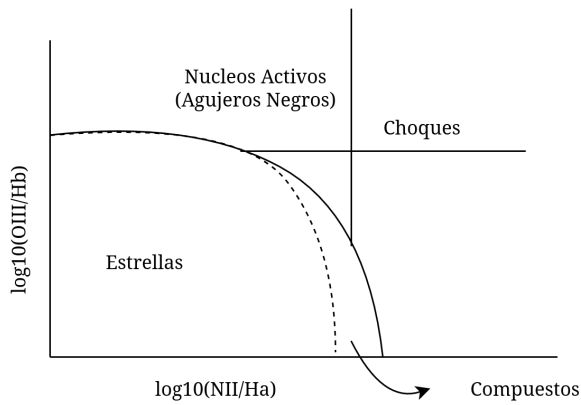 Nucleos Activos
(Agujeros Negros)
Choques
log10(OIII/Hb)
Estrellas
log10(NII/Ha)
Compuestos